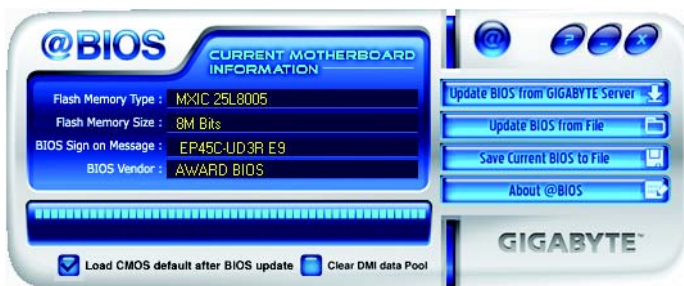 @BIOS
CURRENT MOTHERBOARD
INFORMATION
Flash Memory Type : MXIC 25L8005
Flash Memory Size : 8M Bits
BIOS Sign on Message : EP45C-UD3R E9
BIOS Vendor : AWARD BIOS
Load CMOS default after BIOS update
Clear DMI data Pool
@
? _ X
Update BIOS from GIGABYTE Server
Update BIOS from File
Save Current BIOS to File
About @BIOS
GIGABYTE™